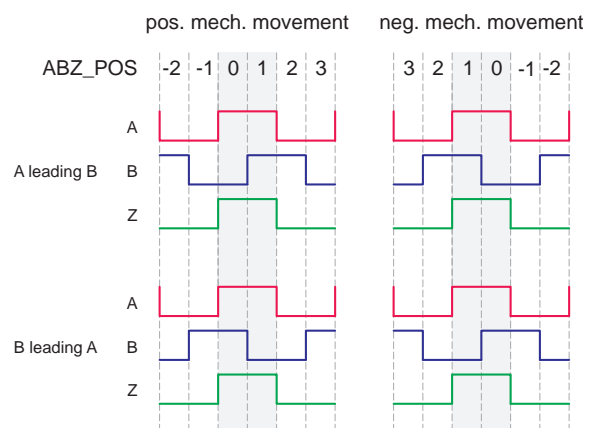 pos. mech. movement neg. mech. movement
ABZ_POS -2 -1 0 1 2 3 3 2 1 0 -1 -2
A
A leading B B
Z
A
B leading A B
Z